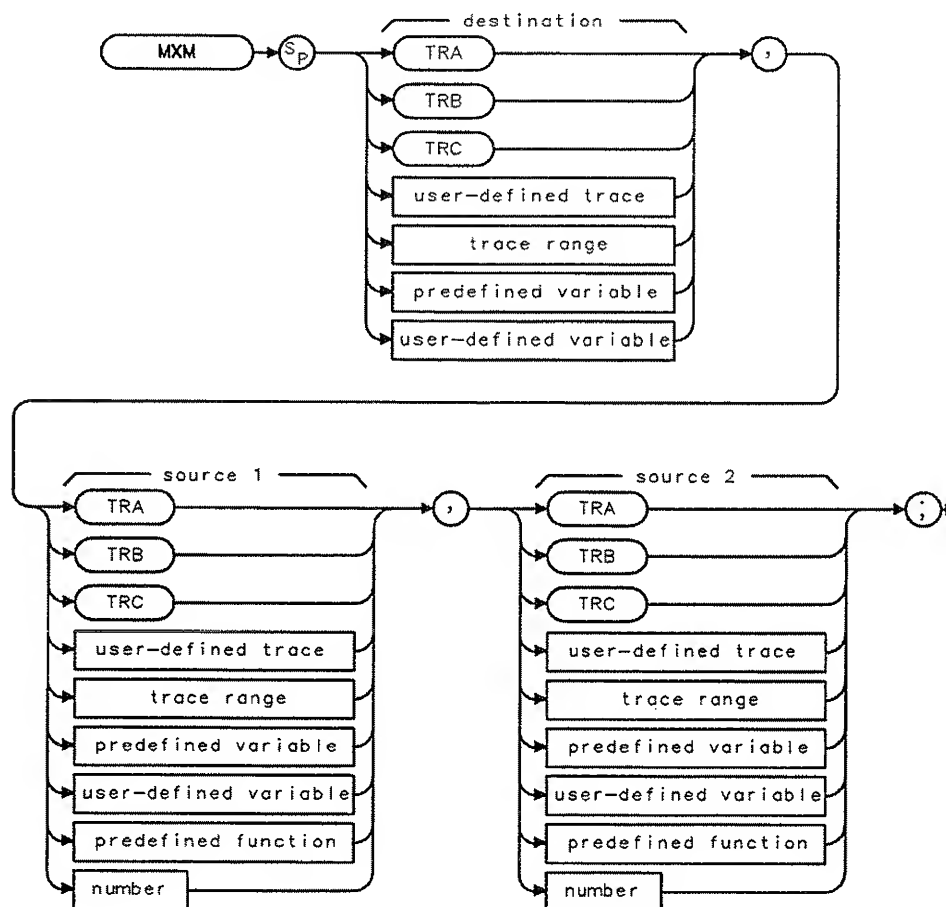 destination
MXM SP TRA ,
TRB
TRC
user-defined trace
trace range
predefined variable
user-defined variable
source 1
TRA ,
TRB
TRC
user-defined trace
trace range
predefined variable
user-defined variable
predefined function
number
source 2
TRA ;
TRB
TRC
user-defined trace
trace range
predefined variable
user-defined variable
predefined function
number